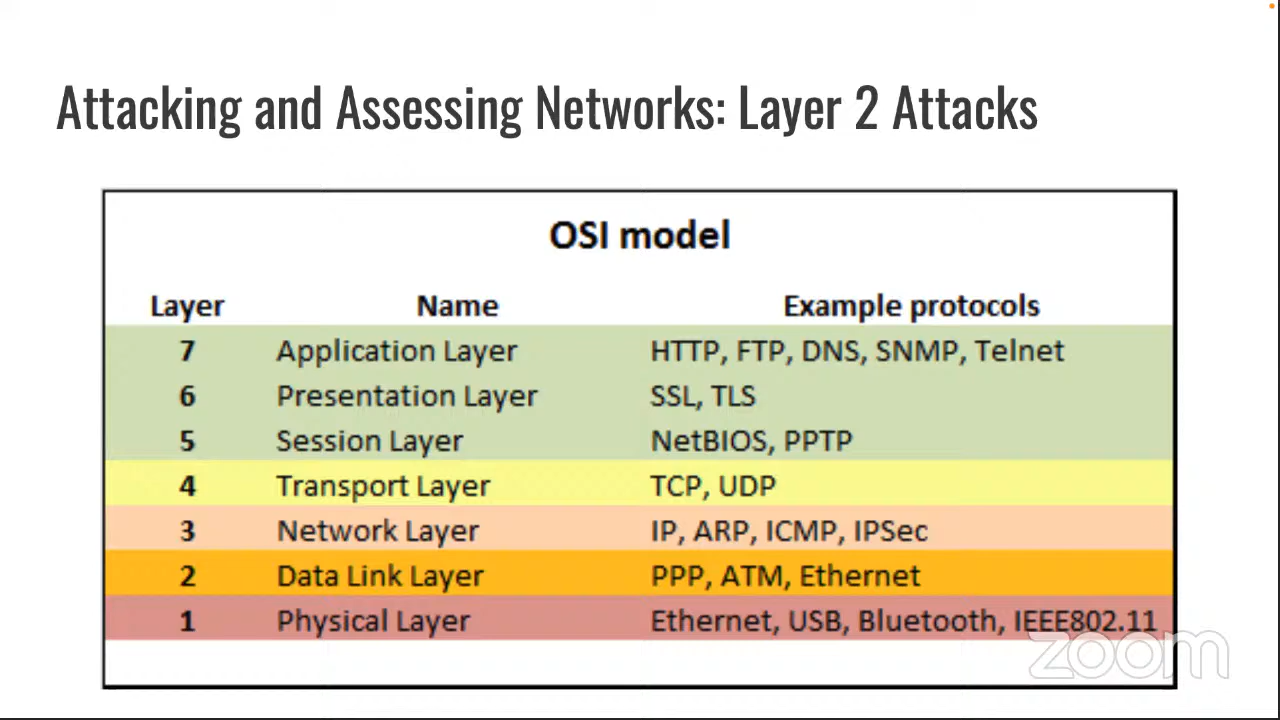 Attacking and Assessing Networks: Layer 2 Attacks
OSI model
Layer Name Example protocols
7 Application Layer HTTP, FTP, DNS, SNMP, Telnet
6 Presentation Layer SSL, TLS
5 Session Layer NetBIOS, PPTP
4 Transport Layer TCP, UDP
3 Network Layer IP, ARP, ICMP, IPSec
2 Data Link Layer PPP, ATM, Ethernet
1 Physical Layer Ethernet, USB, Bluetooth, IEEE802.11
zoom